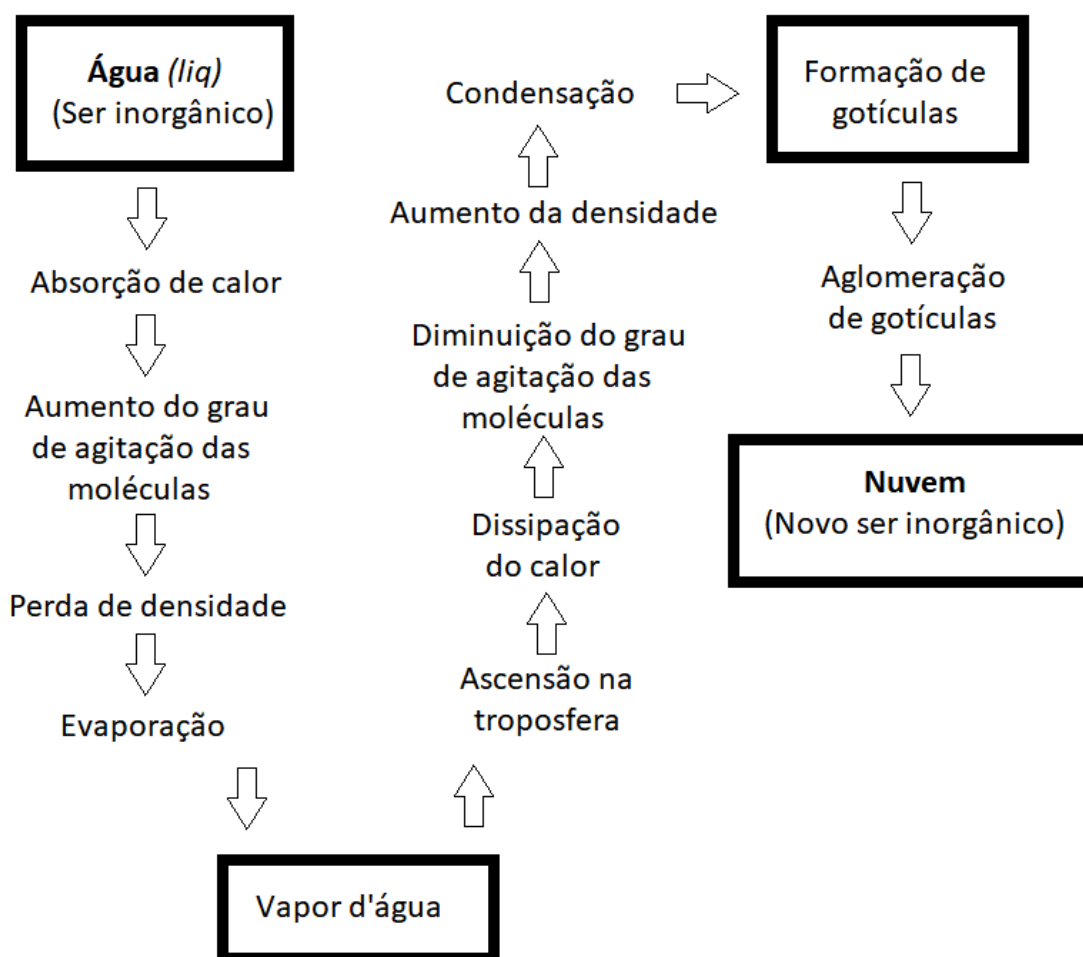 Água (liq)
(Ser inorgânico)
Absorção de calor
Aumento do grau
de agitação das
moléculas
Perda de densidade
Evaporação
Vapor d'água
Ascensão na
troposfera
Dissipação
do calor
Diminuição do grau
de agitação das
moléculas
Aumento da densidade
Condensação
Formação de
gotículas
Aglomeração
de gotículas
Nuvem
(Novo ser inorgânico)